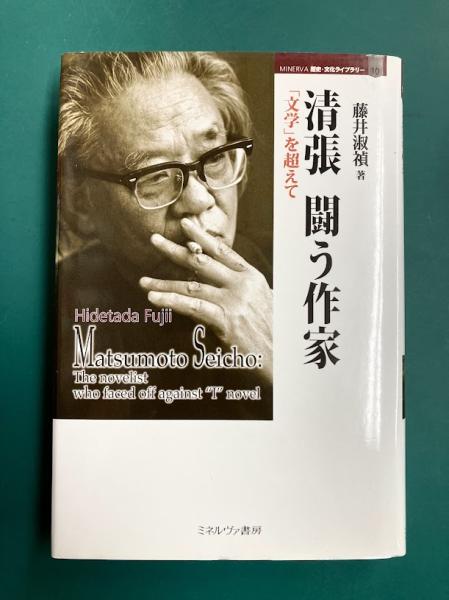 MINERVA 歴史・文化ライブラリー 10
藤井淑禎 著
清張 闘う作家
「文学」を超えて
Hidetada Fujii
Matsumoto Seicho:
The novelist
who faced off against "I" novel
ミネルヴァ書房